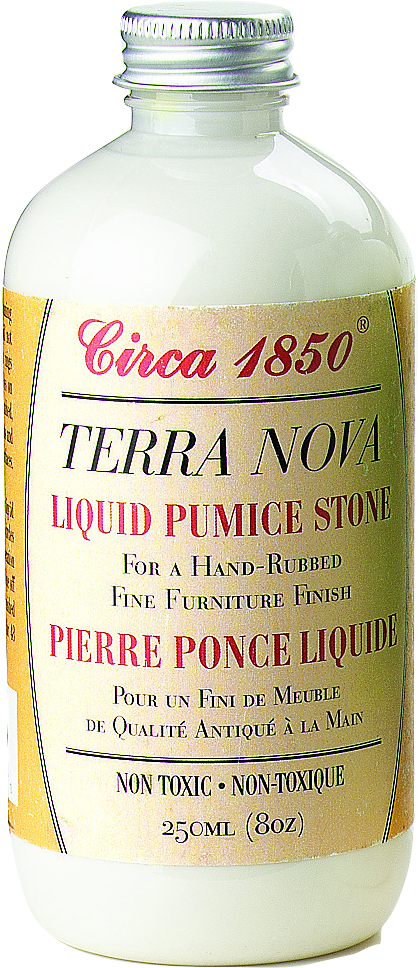 Circa 1850®
TERRA NOVA
LIQUID PUMICE STONE
FOR A HAND-RUBBED
FINE FURNITURE FINISH
PIERRE PONCE LIQUIDE
POUR UN FINI DE MEUBLE
DE QUALITÉ ANTIQUÉ À LA MAIN
NON TOXIC • NON-TOXIQUE
250ML (8OZ)